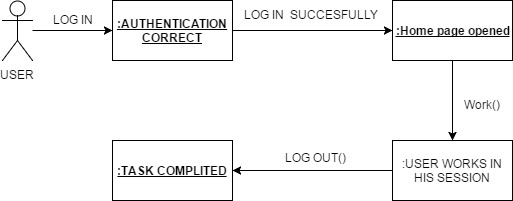 LOG IN
:AUTHENTICATION
CORRECT
LOG IN  SUCCESFULLY
:Home page opened
USER
Work()
:TASK COMPLITED
LOG OUT()
:USER WORKS IN
HIS SESSION